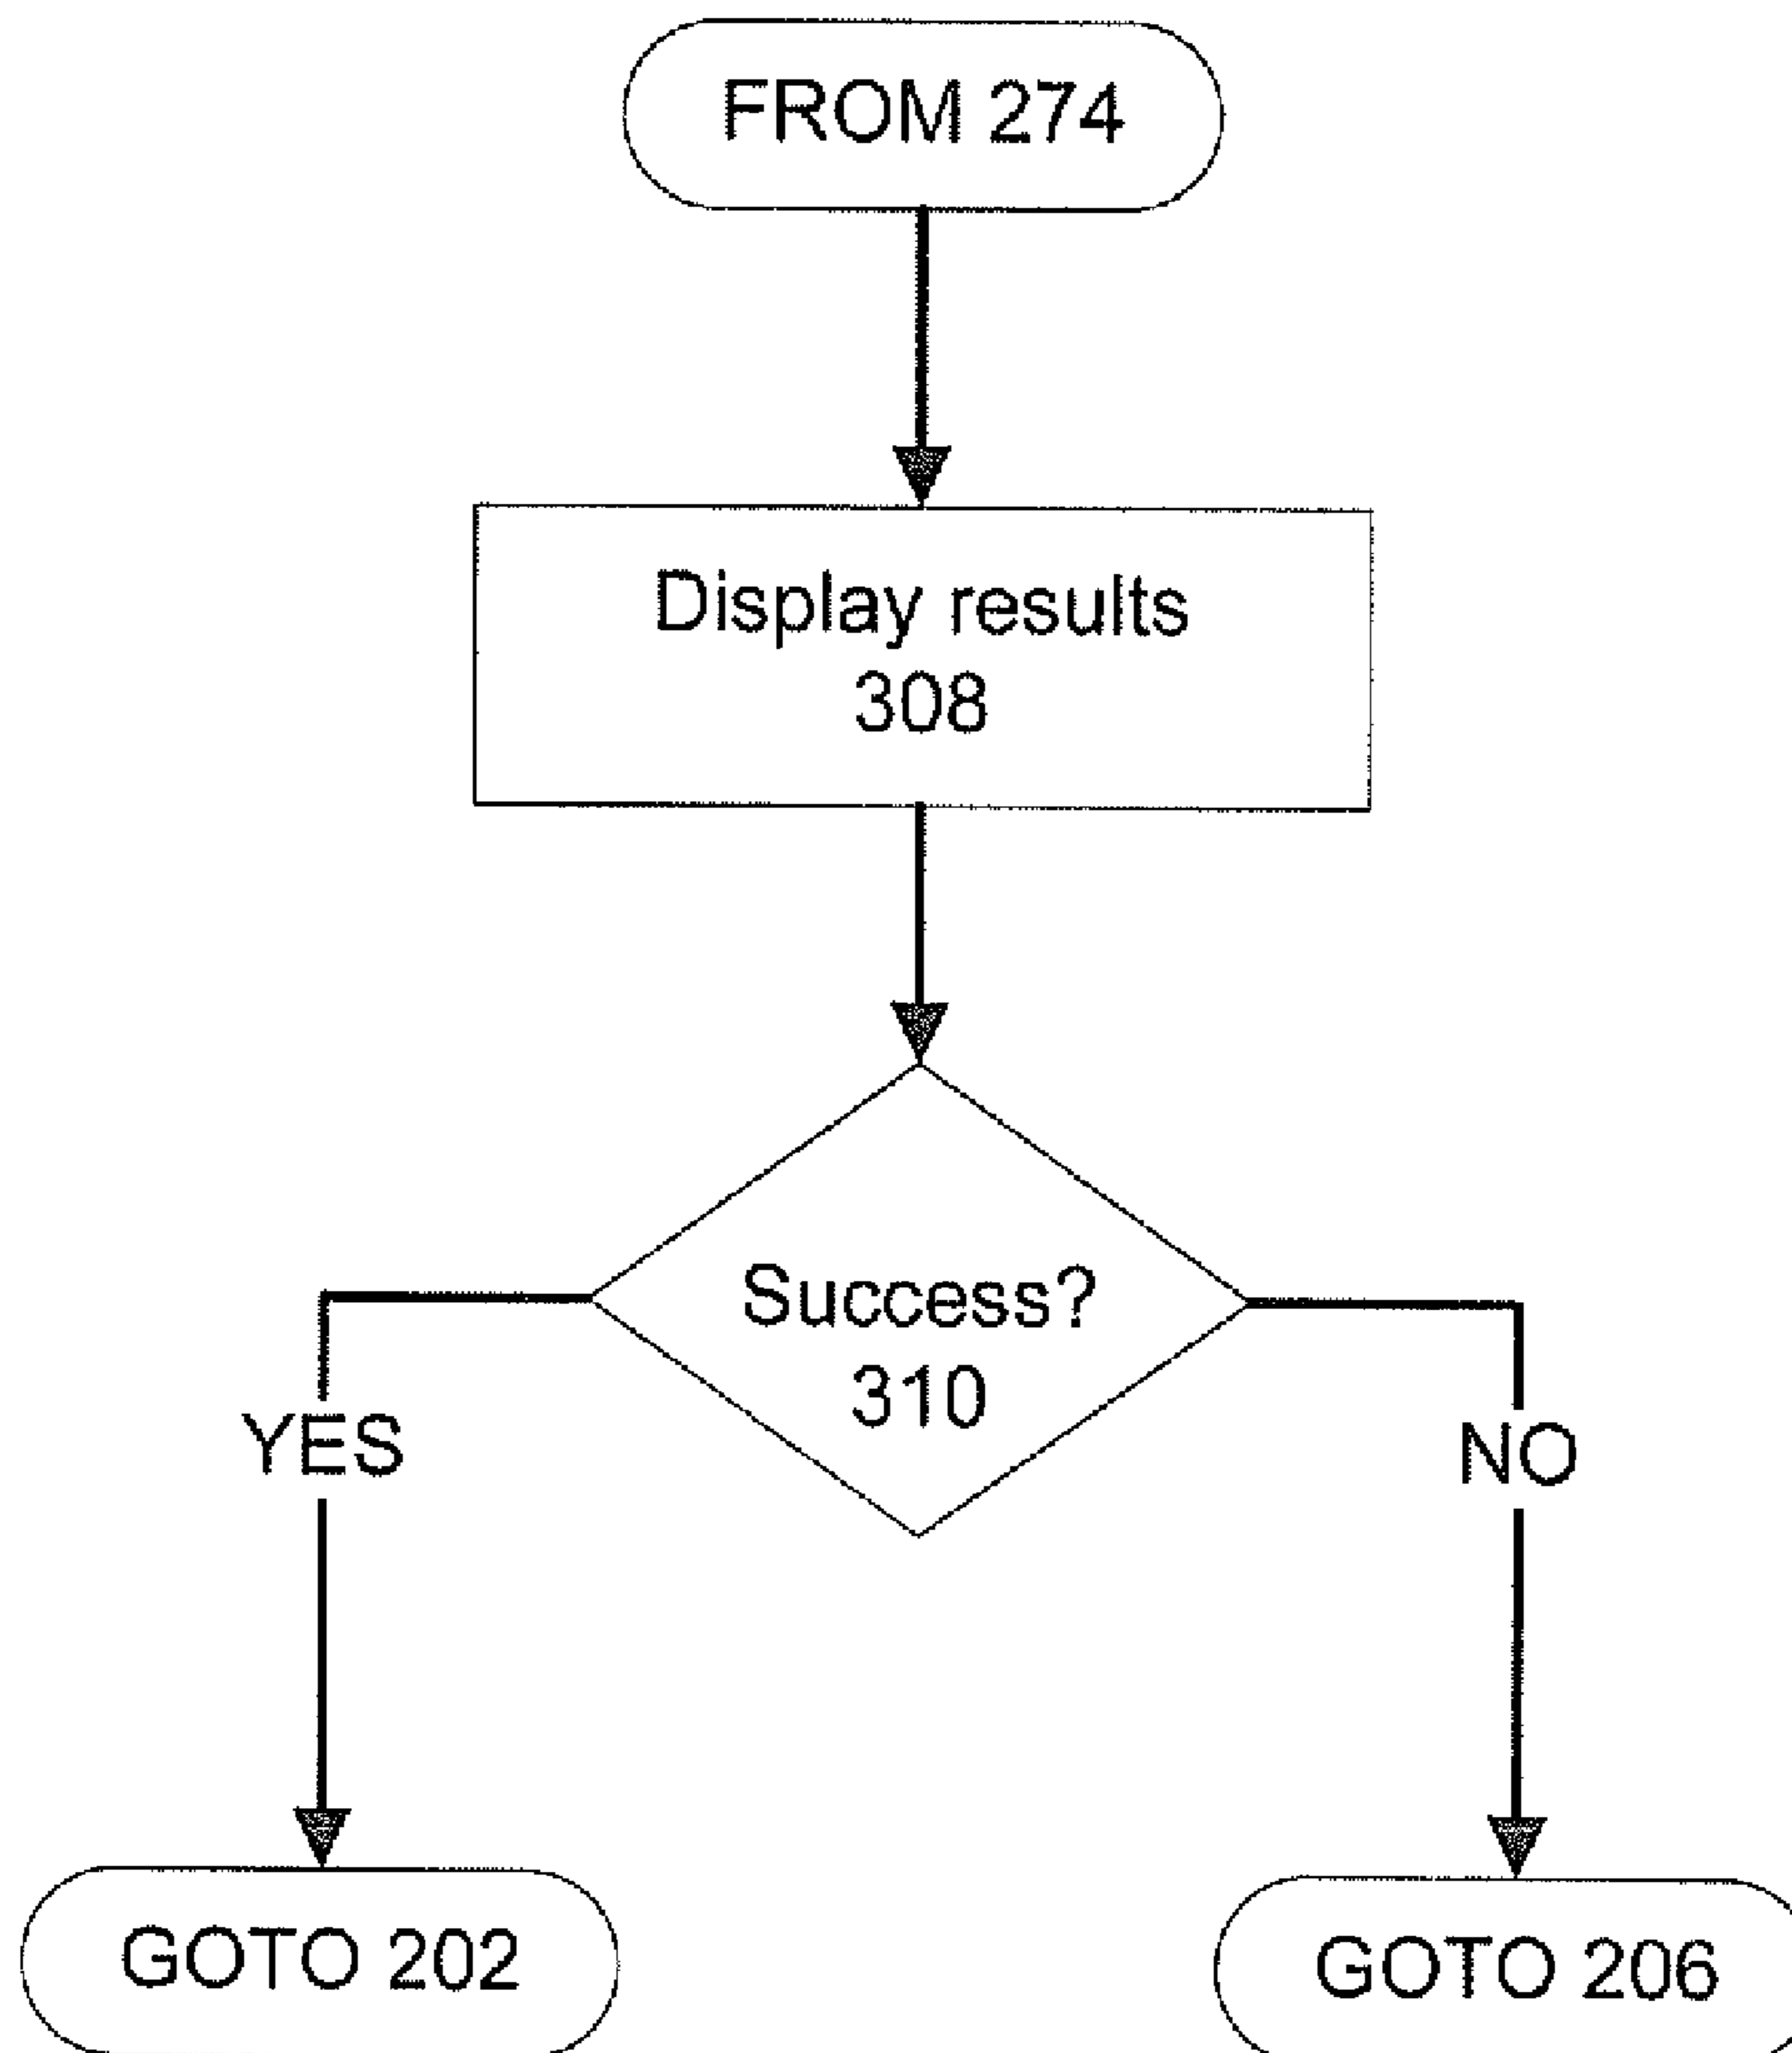 FROM 274
Display results
308
Success?
310
YES
NO
GOTO 202
GOTO 206